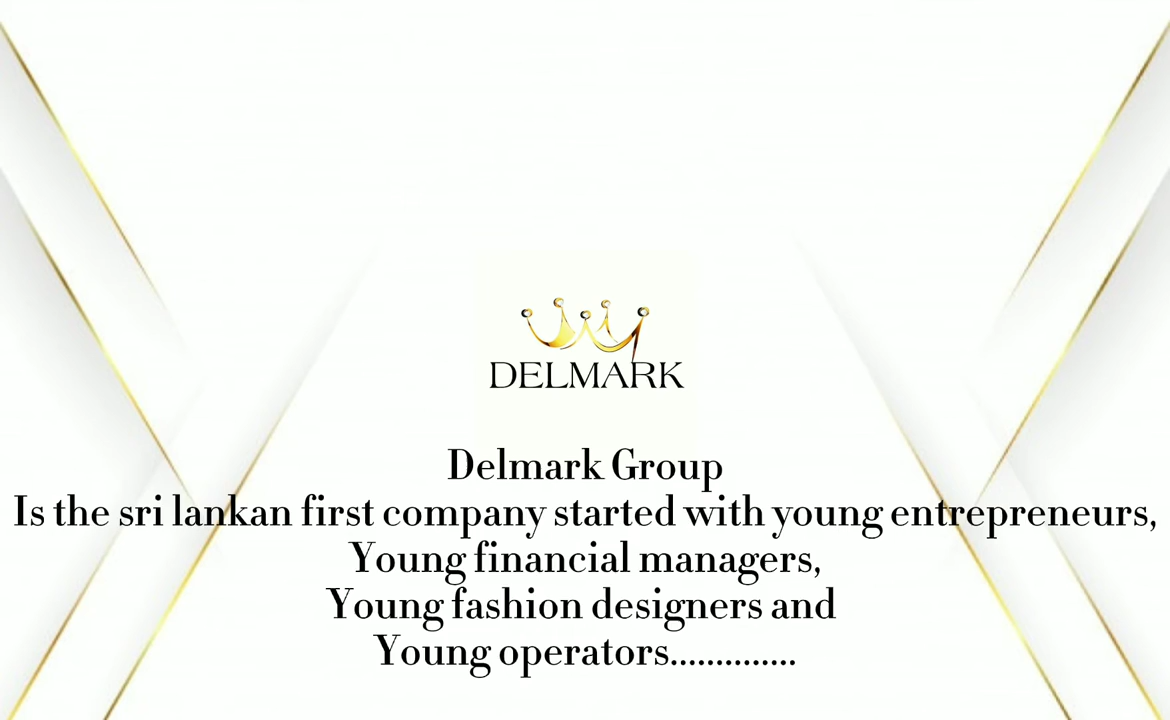 DELMARK
Delmark Group
Is the sri lankan first company started with young entrepreneurs,
Young financial managers,
Young fashion designers and
Young operators..............